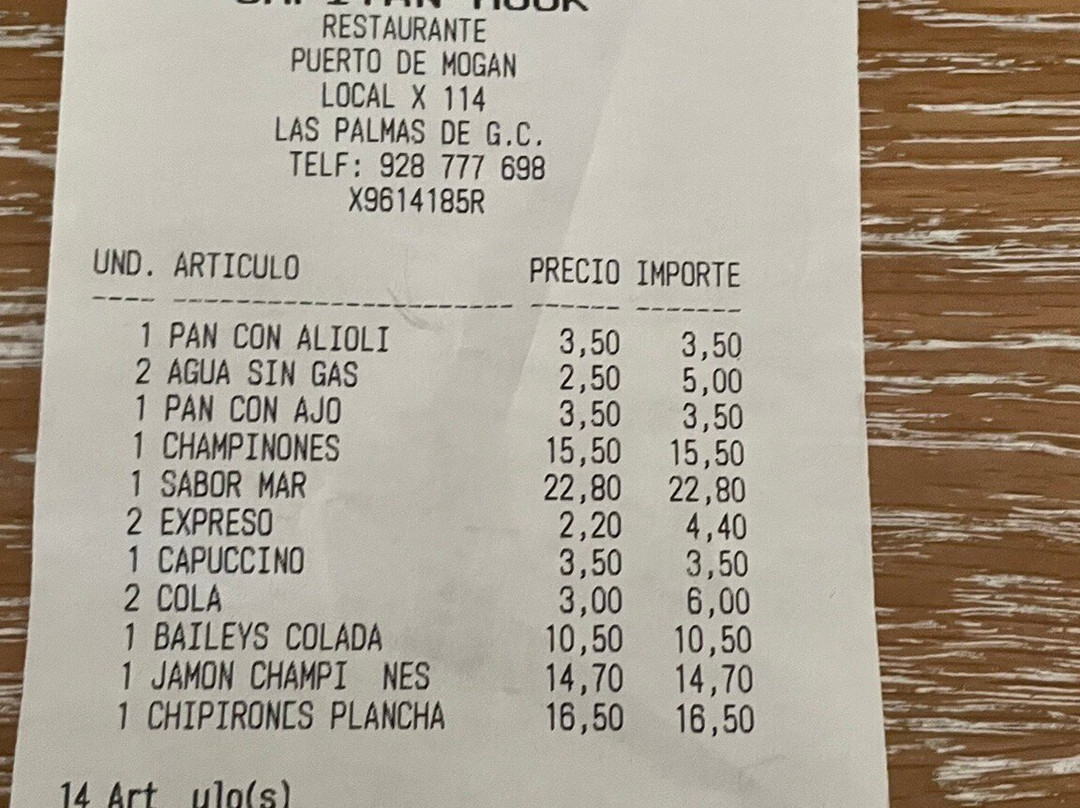 RESTAURANTE
PUERTO DE MOGAN
LOCAL X 114
LAS PALMAS DE G.C.
TELF: 928 777 698
X9614185R
UND. ARTICULO PRECIO IMPORTE
1 PAN CON ALIOLI 3,50 3,50
2 AGUA SIN GAS 2,50 5,00
1 PAN CON AJO 3,50 3,50
1 CHAMPINONES 15,50 15,50
1 SABOR MAR 22,80 22,80
2 EXPRESO 2,20 4,40
1 CAPUCCINO 3,50 3,50
2 COLA 3,00 6,00
1 BAILEYS COLADA 10,50 10,50
1 JAMON CHAMPI NES 14,70 14,70
1 CHIPIRONES PLANCHA 16,50 16,50
14 Art ulo(s)